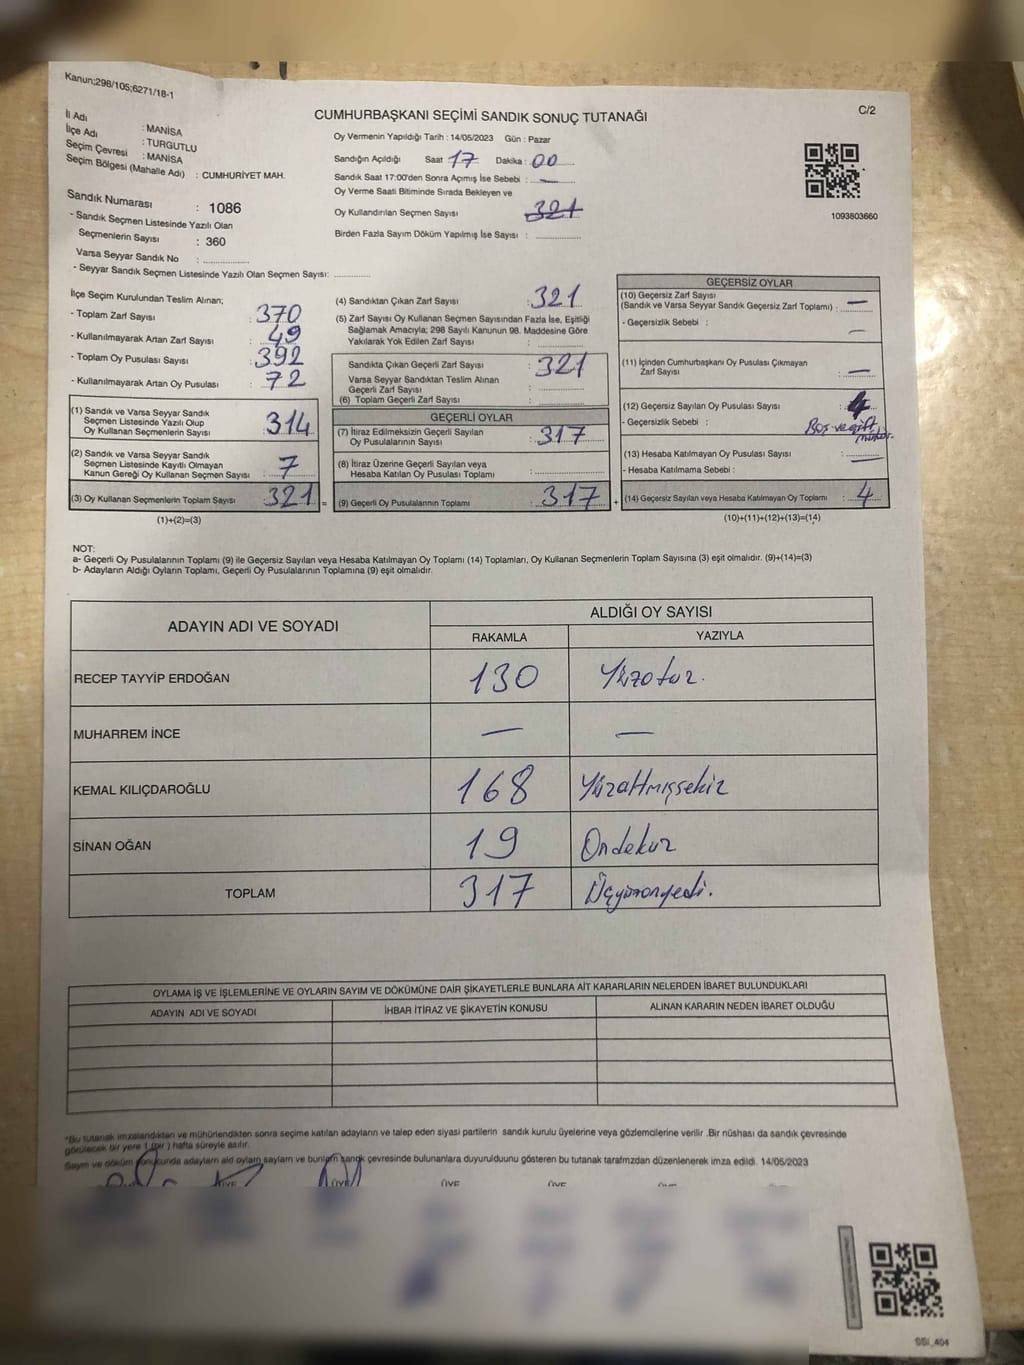 Kanun;298/105;6271/18-1
C/2
CUMHURBAŞKANI SEÇİMİ SANDIK SONUÇ TUTANAĞI
İl Adı : MANİSA
İlçe Adı : TURGUTLU
Seçim Çevresi : MANİSA
Seçim Bölgesi (Mahalle Adı) : CUMHURİYET MAH.
Sandık Numarası : 1086
- Sandık Seçmen Listesinde Yazılı Olan
Seçmenlerin Sayısı : 360
Varsa Seyyar Sandık No :
- Seyyar Sandık Seçmen Listesinde Yazılı Olan Seçmen Sayısı:
Oy Vermenin Yapıldığı Tarih : 14/05/2023 Gün : Pazar
Sandığın Açıldığı Saat 17 Dakika : 00
Sandık Saat 17:00'den Sonra Açımış İse Sebebi : —
Oy Verme Saati Bitiminde Sırada Bekleyen ve
Oy Kullandırılan Seçmen Sayısı 321
Birden Fazla Sayım Döküm Yapılmış İse Sayısı :
1093803660
İlçe Seçim Kurulundan Teslim Alınan;
- Toplam Zarf Sayısı : 370
- Kullanılmayarak Artan Zarf Sayısı : 49
- Toplam Oy Pusulası Sayısı : 392
- Kullanılmayarak Artan Oy Pusulası : 72
(1) Sandık ve Varsa Seyyar Sandık
Seçmen Listesinde Yazılı Olup
Oy Kullanan Seçmenlerin Sayısı : 314
(2) Sandık ve Varsa Seyyar Sandık
Seçmen Listesinde Kayıtlı Olmayan
Kanun Gereği Oy Kullanan Seçmen Sayısı : 7
(3) Oy Kullanan Seçmenlerin Toplam Sayısı : 321 =
(1)+(2)=(3)
(4) Sandıktan Çıkan Zarf Sayısı : 321
(5) Zarf Sayısı Oy Kullanan Seçmen Sayısından Fazla İse, Eşitliği
Sağlamak Amacıyla; 298 Sayılı Kanunun 98. Maddesine Göre
Yakılarak Yok Edilen Zarf Sayısı :
Sandıkta Çıkan Geçerli Zarf Sayısı : 321
Varsa Seyyar Sandıktan Teslim Alınan
Geçerli Zarf Sayısı :
(6) Toplam Geçerli Zarf Sayısı :
GEÇERLİ OYLAR
(7) İtiraz Edilmeksizin Geçerli Sayılan
Oy Pusulalarının Sayısı : 317
(8) İtiraz Üzerine Geçerli Sayılan veya
Hesaba Katılan Oy Pusulası Toplamı :
(9) Geçerli Oy Pusulalarının Toplamı : 317 +
GEÇERSİZ OYLAR
(10) Geçersiz Zarf Sayısı
(Sandık ve Varsa Seyyar Sandık Geçersiz Zarf Toplamı) : —
- Geçersizlik Sebebi : —
(11) İçinden Cumhurbaşkanı Oy Pusulası Çıkmayan
Zarf Sayısı : —
(12) Geçersiz Sayılan Oy Pusulası Sayısı : 4
- Geçersizlik Sebebi : Boş ve çift
(13) Hesaba Katılmayan Oy Pusulası Sayısı : —
- Hesaba Katılmama Sebebi :
(14) Geçersiz Sayılan veya Hesaba Katılmayan Oy Toplamı : 4
(10)+(11)+(12)+(13)=(14)
NOT:
a- Geçerli Oy Pusulalarının Toplamı (9) ile Geçersiz Sayılan veya Hesaba Katılmayan Oy Toplamı (14) Toplamları, Oy Kullanan Seçmenlerin Toplam Sayısına (3) eşit olmalıdır. (9)+(14)=(3)
b- Adayların Aldığı Oyların Toplamı, Geçerli Oy Pusulalarının Toplamına (9) eşit olmalıdır.
ADAYIN ADI VE SOYADI ALDIĞI OY SAYISI
RAKAMLA YAZIYLA
RECEP TAYYİP ERDOĞAN 130 Yüzotuz.
MUHARREM İNCE — —
KEMAL KILIÇDAROĞLU 168 Yüzaltmışsekiz
SİNAN OĞAN 19 Ondokuz
TOPLAM 317 Üçyüzonyedi.
OYLAMA İŞ VE İŞLEMLERİNE VE OYLARIN SAYIM VE DÖKÜMÜNE DAİR ŞİKAYETLERLE BUNLARA AİT KARARLARIN NELERDEN İBARET BULUNDUKLARI
ADAYIN ADI VE SOYADI İHBAR İTİRAZ VE ŞİKAYETİN KONUSU ALINAN KARARIN NEDEN İBARET OLDUĞU
*Bu tutanak imzalandıktan ve mühürlendikten sonra seçime katılan adayların ve talep eden siyasi partilerin sandık kurulu üyelerine veya gözlemcilerine verilir .Bir nüshası da sandık çevresinde
görülecek bir yere 1 (bir ) hafta süreyle asılır.
Sayım ve döküm sonucunda adayların ald oyların sayların ve bunların sandık çevresinde bulunanlara duyurulduunu gösteren bu tutanak tarafmzdan düzenlenerek imza edildi. 14/05/2023
ÜYE ÜYE ÜYE ÜYE
SSİ_404